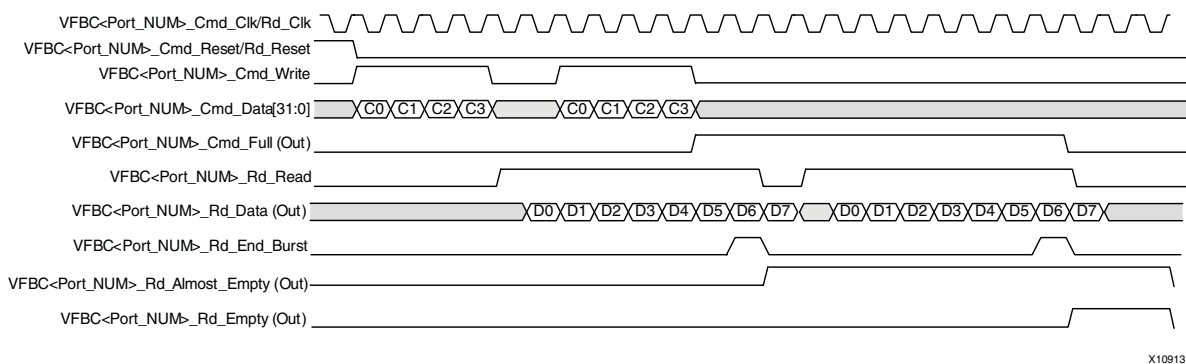 VFBC<Port_NUM>_Cmd_Clk/Rd_Clk
VFBC<Port_NUM>_Cmd_Reset/Rd_Reset
VFBC<Port_NUM>_Cmd_Write
VFBC<Port_NUM>_Cmd_Data[31:0] C0 C1 C2 C3 C0 C1 C2 C3
VFBC<Port_NUM>_Cmd_Full (Out)
VFBC<Port_NUM>_Rd_Read
VFBC<Port_NUM>_Rd_Data (Out) D0 D1 D2 D3 D4 D5 D6 D7 D0 D1 D2 D3 D4 D5 D6 D7
VFBC<Port_NUM>_Rd_End_Burst
VFBC<Port_NUM>_Rd_Almost_Empty (Out)
VFBC<Port_NUM>_Rd_Empty (Out)
X10913